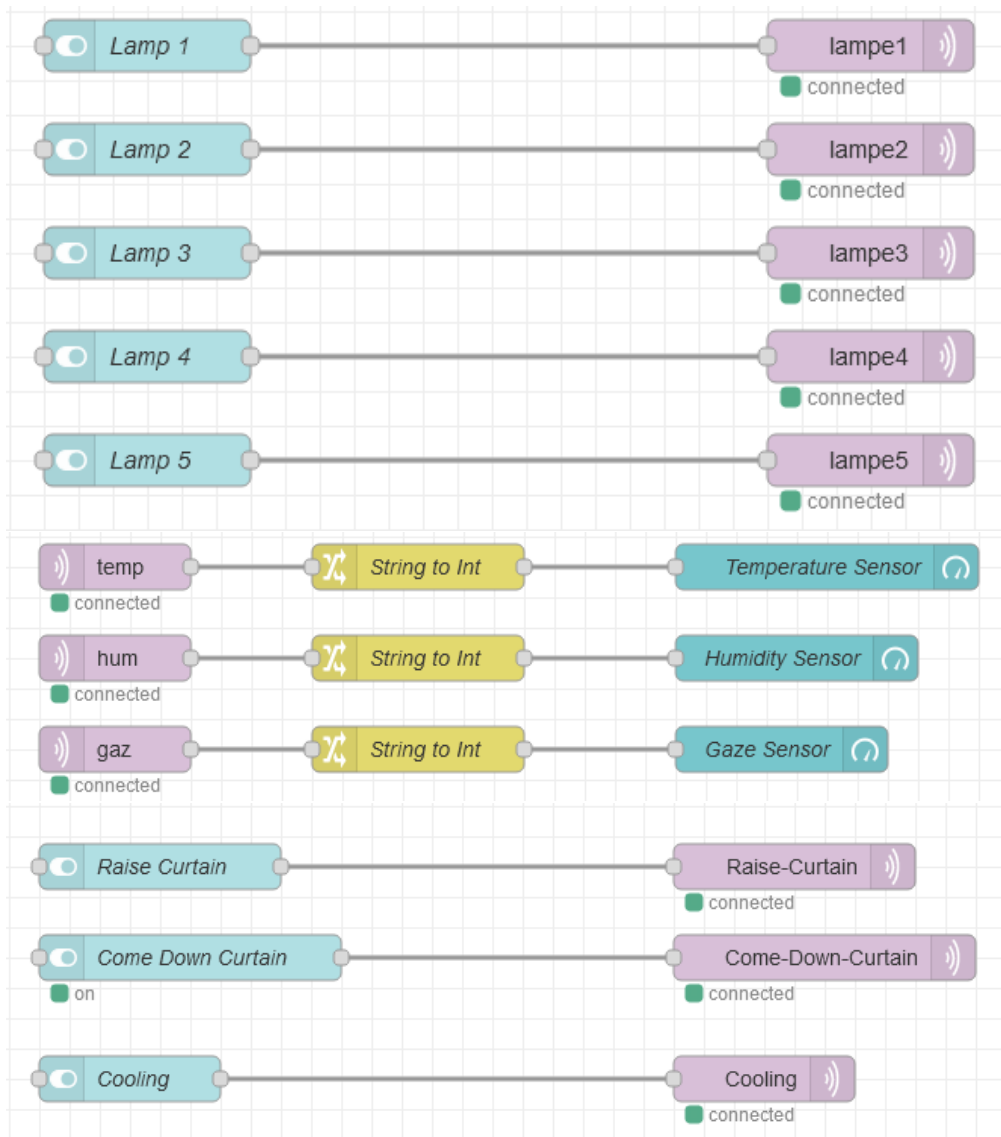 Lamp 1 lampe1
connected
Lamp 2 lampe2
connected
Lamp 3 lampe3
connected
Lamp 4 lampe4
connected
Lamp 5 lampe5
connected
temp String to Int Temperature Sensor
connected
hum String to Int Humidity Sensor
connected
gaz String to Int Gaze Sensor
connected
Raise Curtain Raise-Curtain
connected
Come Down Curtain Come-Down-Curtain
on connected
Cooling Cooling
connected